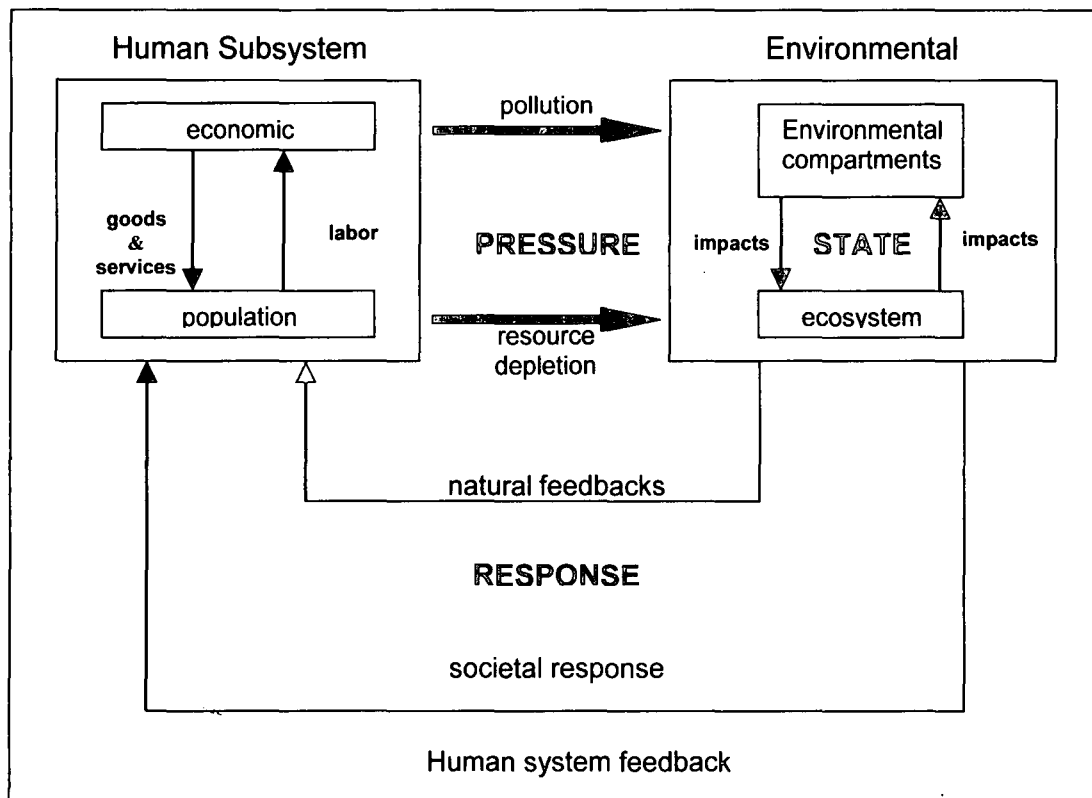 Human Subsystem
Environmental
economic
goods
&
services
labor
population
pollution
PRESSURE
resource
depletion
Environmental
compartments
impacts
STATE
impacts
ecosystem
natural feedbacks
RESPONSE
societal response
Human system feedback